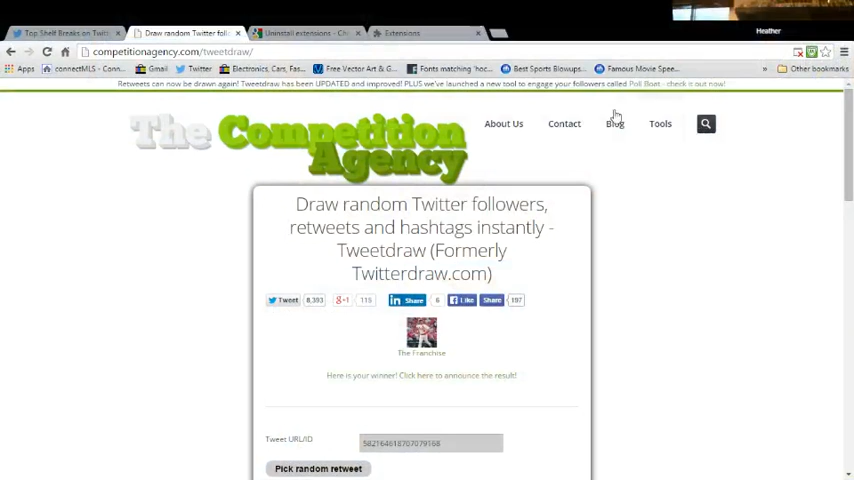 Heather
Top Shelf Breaks on Twitt
Draw random Twitter follo
Uninstall extensions - Ch
Extensions
competitionagency.com/tweetdraw/
Apps
connectMLS - Conn
Gmail
Twitter
Electronics, Cars, Fas
Free Vector Art & G
Fonts matching 'hoc
Best Sports Blowups
Famous Movie Spee
»
Other bookmarks
Retweets can now be drawn again! Tweetdraw has been UPDATED and improved! PLUS we've launched a new tool to engage your followers called Poll Boat - check it out now!
The Competition
Agency
About Us
Contact
Blog
Tools
Draw random Twitter followers,
retweets and hashtags instantly -
Tweetdraw (Formerly
Twitterdraw.com)
Tweet 8,393
g+1 115
in Share 6
Like
Share 197
The Franchise
Here is your winner! Click here to announce the result!
Tweet URL/ID
582164618707079168
Pick random retweet